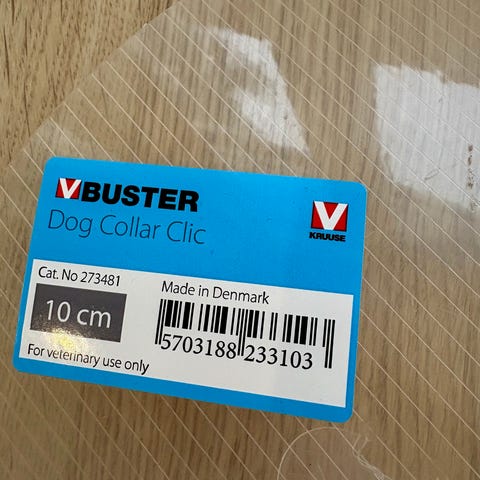 V BUSTER
Dog Collar Clic
V
KRUUSE
Cat. No 273481
10 cm
Made in Denmark
5703188 233103
For veterinary use only